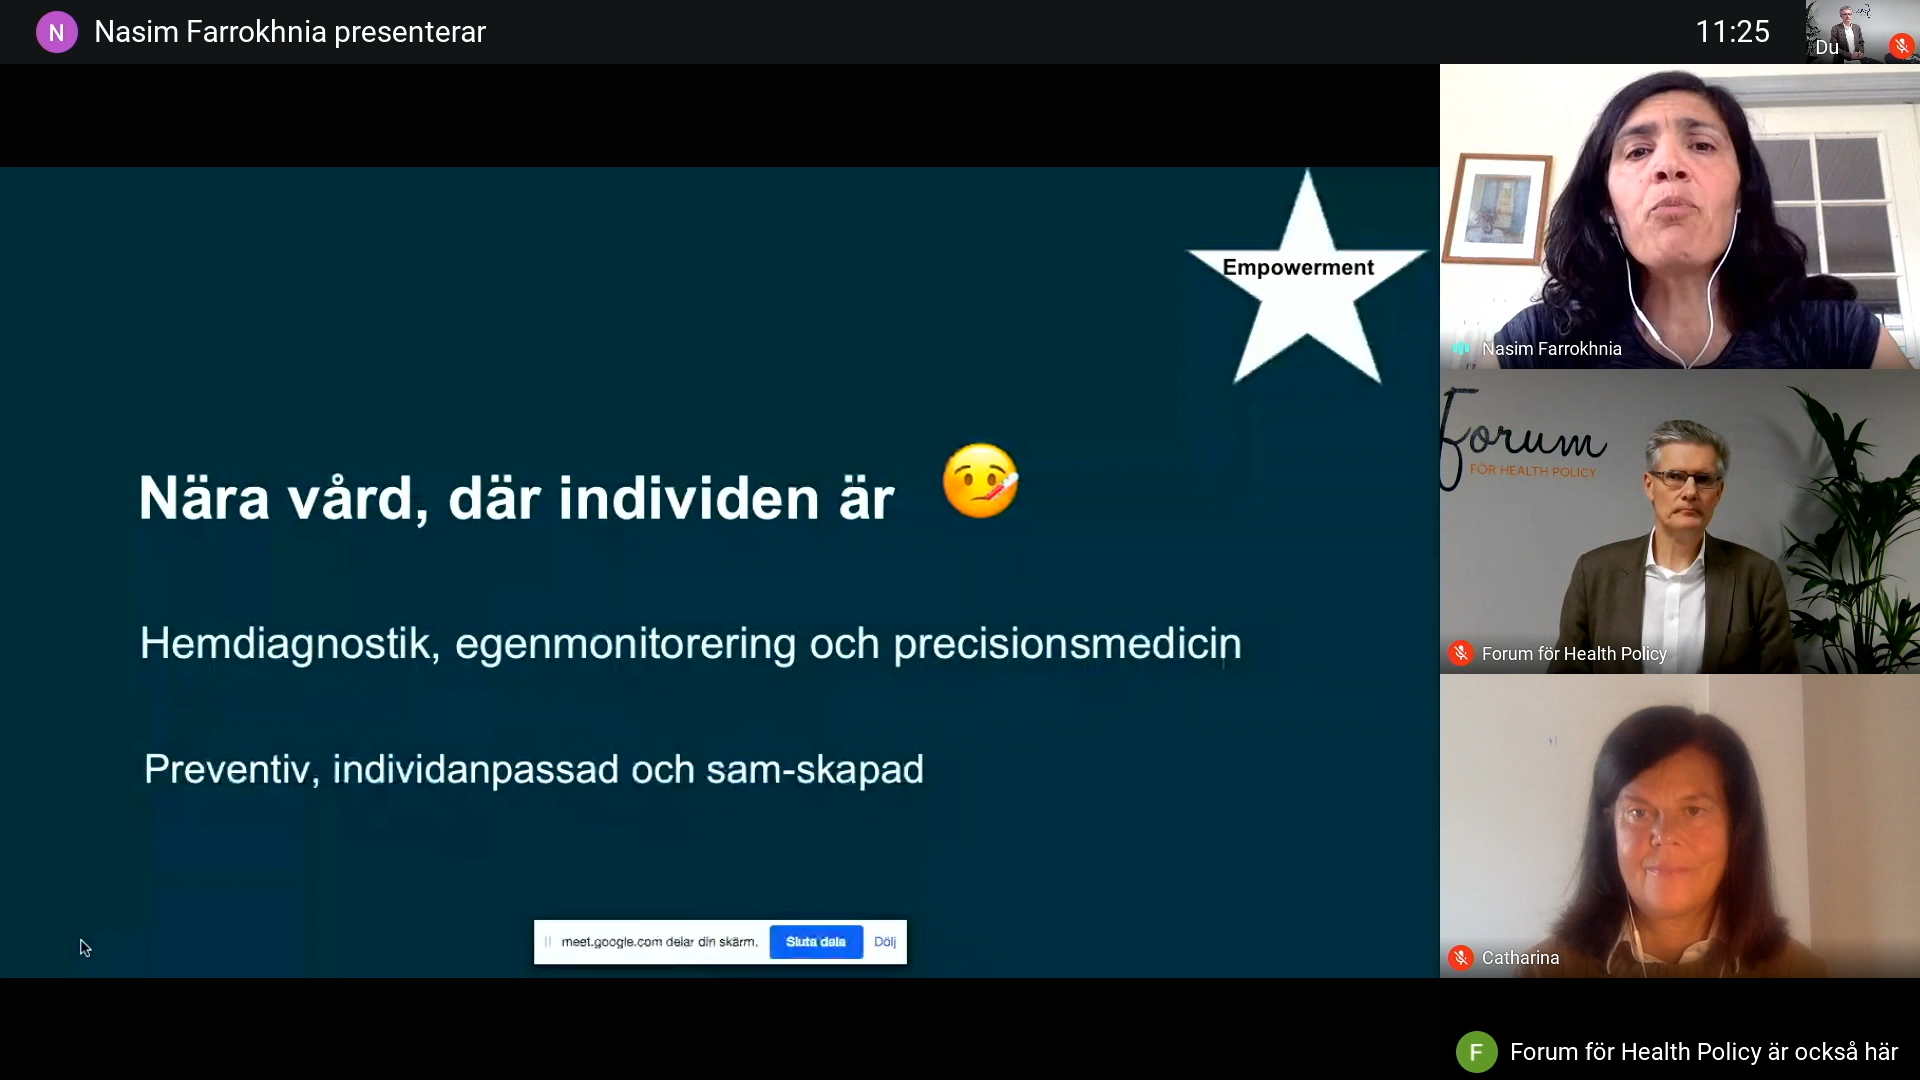 N Nasim Farrokhnia presenterar
11:25
Du
Empowerment
Nära vård, där individen är
Hemdiagnostik, egenmonitorering och precisionsmedicin
Preventiv, individanpassad och sam-skapad
meet.google.com delar din skärm. Sluta dela Dölj
Nasim Farrokhnia
Forum
FÖR HEALTH POLICY
Forum för Health Policy
Catharina
F Forum för Health Policy är också här